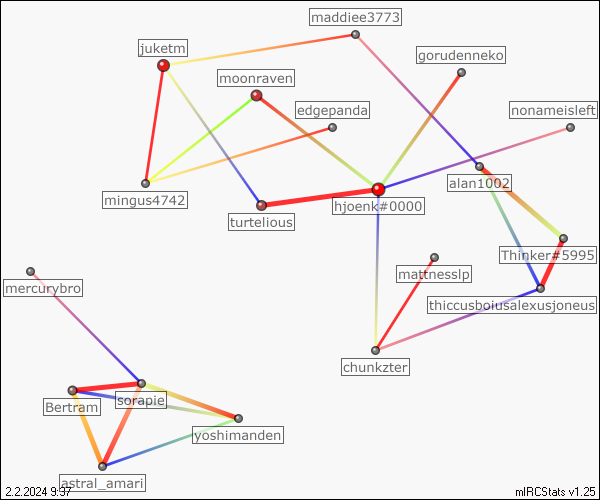 maddiee3773
juketm
gorudenneko
moonraven
edgepanda
nonameisleft
alan1002
mingus4742
hjoenk#0000
turtelious
Thinker#5995
mattnesslp
mercurybro
thiccusboiusalexusjoneus
chunkzter
sorapie
Bertram
yoshimanden
astral_amari
2.2.2024 9:37
mIRCStats v1.25